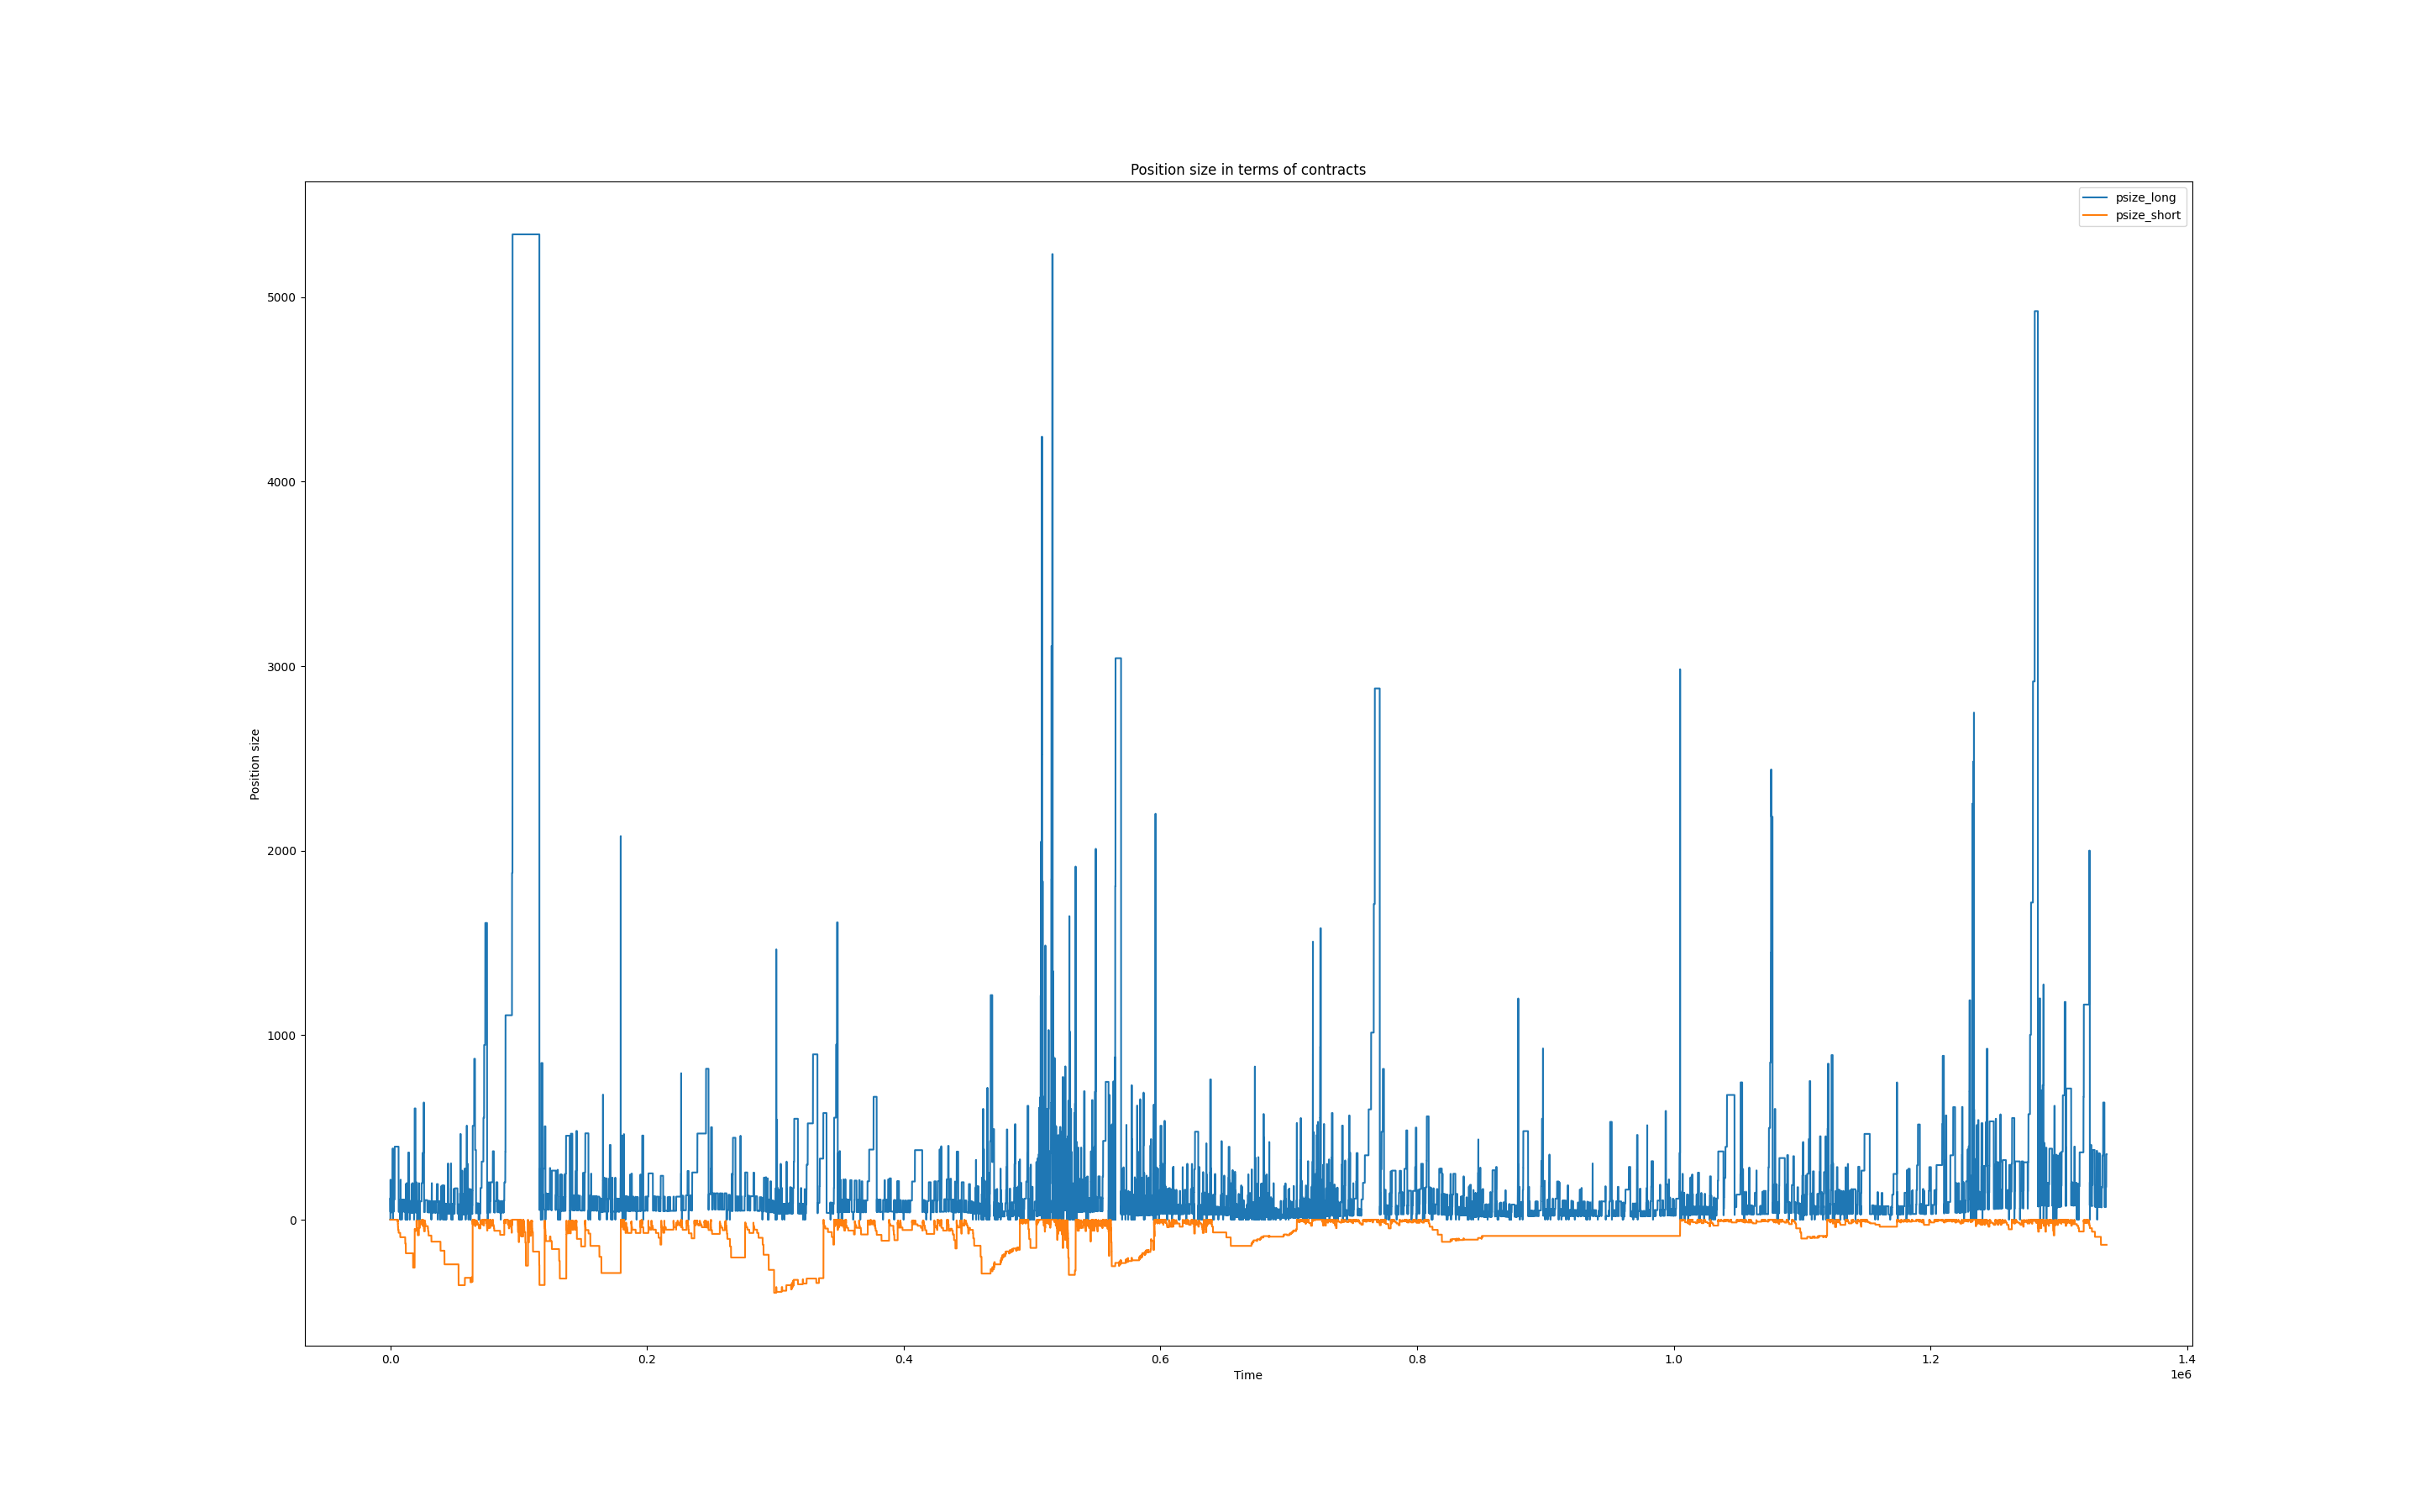 Position size in terms of contracts
psize_long
psize_short
Position size
5000
4000
3000
2000
1000
0
0.0 0.2 0.4 0.6 0.8 1.0 1.2 1.4
Time
1e6